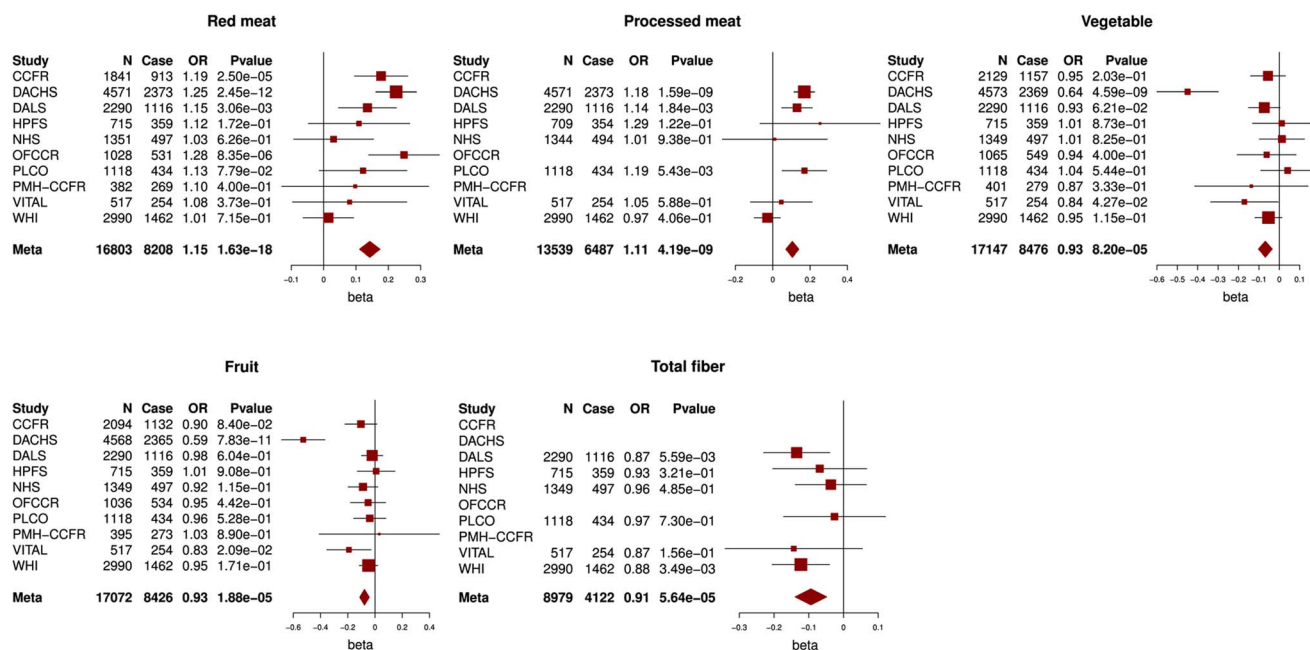 Red meat
Study N Case OR Pvalue
CCFR 1841 913 1.19 2.50e−05
DACHS 4571 2373 1.25 2.45e−12
DALS 2290 1116 1.15 3.06e−03
HPFS 715 359 1.12 1.72e−01
NHS 1351 497 1.03 6.26e−01
OFCCR 1028 531 1.28 8.35e−06
PLCO 1118 434 1.13 7.79e−02
PMH−CCFR 382 269 1.10 4.00e−01
VITAL 517 254 1.08 3.73e−01
WHI 2990 1462 1.01 7.15e−01
Meta 16803 8208 1.15 1.63e−18
−0.1 0 0.1 0.2 0.3
beta
Processed meat
Study N Case OR Pvalue
CCFR
DACHS 4571 2373 1.18 1.59e−09
DALS 2290 1116 1.14 1.84e−03
HPFS 709 354 1.29 1.22e−01
NHS 1344 494 1.01 9.38e−01
OFCCR
PLCO 1118 434 1.19 5.43e−03
PMH−CCFR
VITAL 517 254 1.05 5.88e−01
WHI 2990 1462 0.97 4.06e−01
Meta 13539 6487 1.11 4.19e−09
−0.2 0 0.2 0.4
beta
Vegetable
Study N Case OR Pvalue
CCFR 2129 1157 0.95 2.03e−01
DACHS 4573 2369 0.64 4.59e−09
DALS 2290 1116 0.93 6.21e−02
HPFS 715 359 1.01 8.73e−01
NHS 1349 497 1.01 8.25e−01
OFCCR 1065 549 0.94 4.00e−01
PLCO 1118 434 1.04 5.44e−01
PMH−CCFR 401 279 0.87 3.33e−01
VITAL 517 254 0.84 4.27e−02
WHI 2990 1462 0.95 1.15e−01
Meta 17147 8476 0.93 8.20e−05
−0.6 −0.5 −0.4 −0.3 −0.2 −0.1 0 0.1
beta
Fruit
Study N Case OR Pvalue
CCFR 2094 1132 0.90 8.40e−02
DACHS 4568 2365 0.59 7.83e−11
DALS 2290 1116 0.98 6.04e−01
HPFS 715 359 1.01 9.08e−01
NHS 1349 497 0.92 1.15e−01
OFCCR 1036 534 0.95 4.42e−01
PLCO 1118 434 0.96 5.28e−01
PMH−CCFR 395 273 1.03 8.90e−01
VITAL 517 254 0.83 2.09e−02
WHI 2990 1462 0.95 1.71e−01
Meta 17072 8426 0.93 1.88e−05
−0.6 −0.4 −0.2 0 0.2 0.4
beta
Total fiber
Study N Case OR Pvalue
CCFR
DACHS
DALS 2290 1116 0.87 5.59e−03
HPFS 715 359 0.93 3.21e−01
NHS 1349 497 0.96 4.85e−01
OFCCR
PLCO 1118 434 0.97 7.30e−01
PMH−CCFR
VITAL 517 254 0.87 1.56e−01
WHI 2990 1462 0.88 3.49e−03
Meta 8979 4122 0.91 5.64e−05
−0.3 −0.2 −0.1 0 0.1
beta